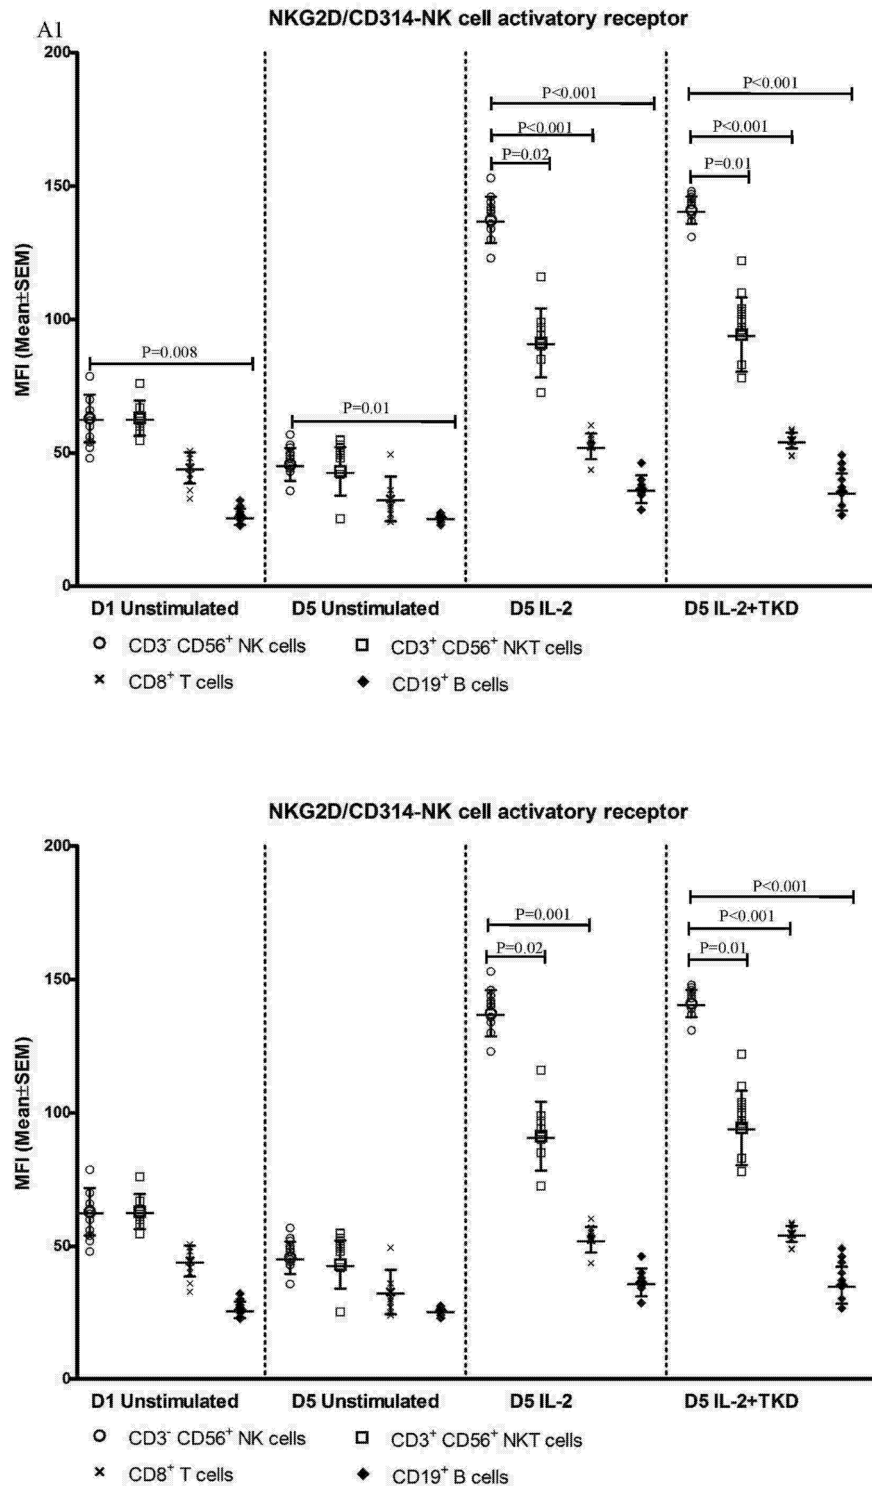 NKG2D/CD314-NK cell activatory receptor
A1
200
P<0.001 P<0.001
P<0.001 P<0.001
P=0.02 P=0.01
150
100
P=0.008
P=0.01
50
0
MFI (Mean±SEM)
D1 Unstimulated D5 Unstimulated D5 IL-2 D5 IL-2+TKD
CD3⁻ CD56⁺ NK cells CD3⁺ CD56⁺ NKT cells
CD8⁺ T cells CD19⁺ B cells
NKG2D/CD314-NK cell activatory receptor
200
P<0.001
P=0.001 P<0.001
P=0.02 P=0.01
150
100
50
0
MFI (Mean±SEM)
D1 Unstimulated D5 Unstimulated D5 IL-2 D5 IL-2+TKD
CD3⁻ CD56⁺ NK cells CD3⁺ CD56⁺ NKT cells
CD8⁺ T cells CD19⁺ B cells